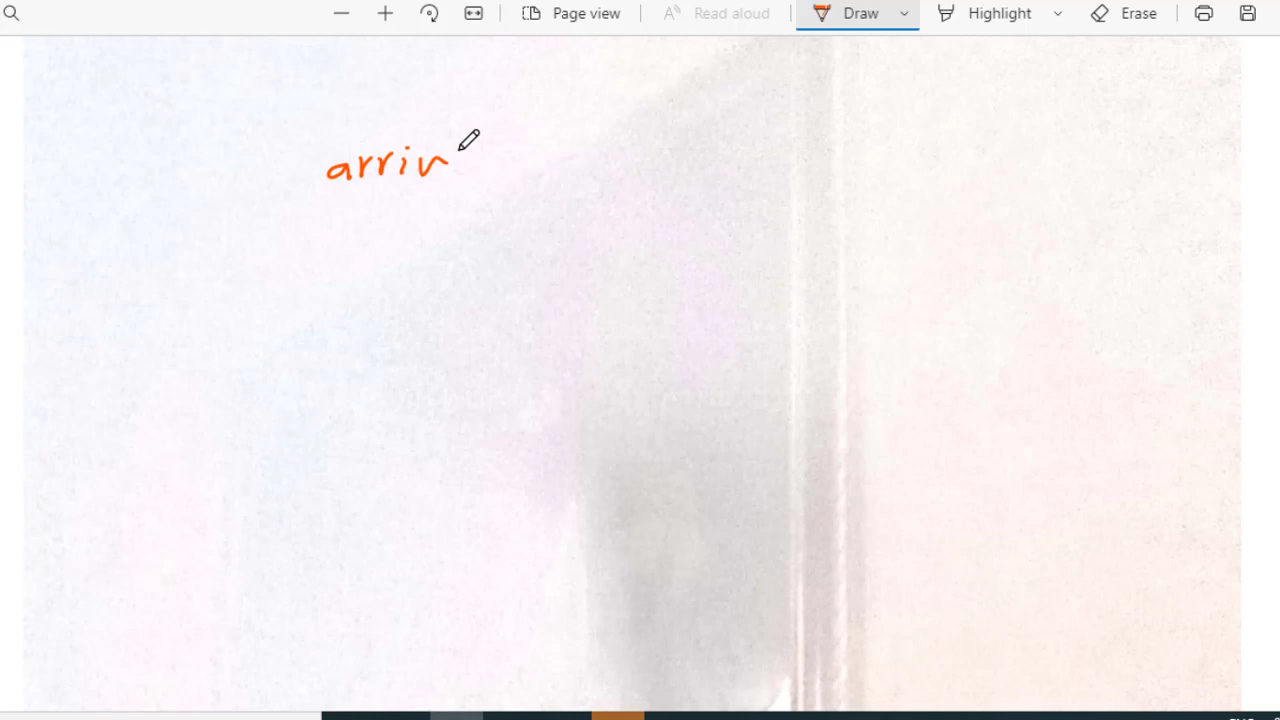 Page view
Read aloud
Draw
Highlight
Erase
arriv